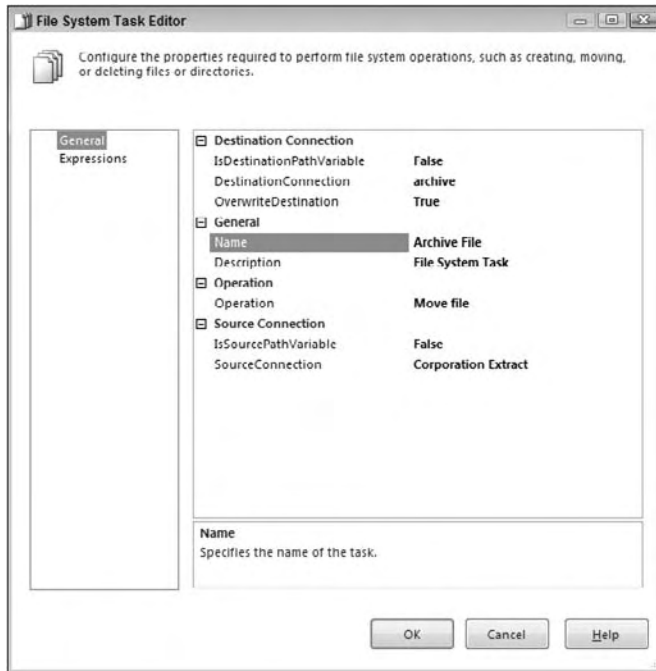 File System Task Editor
Configure the properties required to perform file system operations, such as creating, moving,
or deleting files or directories.
General
Expressions
Destination Connection
IsDestinationPathVariable False
DestinationConnection archive
OverwriteDestination True
General
Name Archive File
Description File System Task
Operation
Operation Move file
Source Connection
IsSourcePathVariable False
SourceConnection Corporation Extract
Name
Specifies the name of the task.
OK Cancel Help